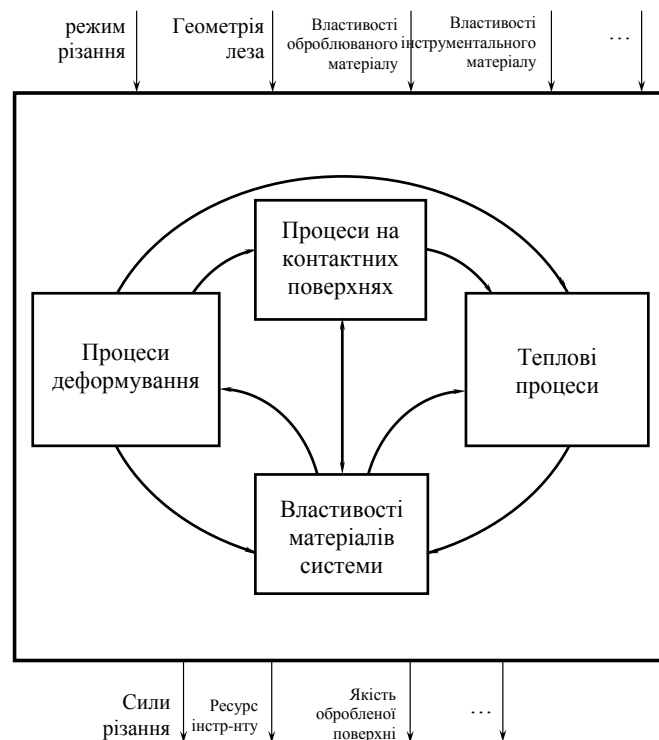 режим
різання
Геометрія
леза
Властивості
оброблюваного
матеріалу
Властивості
інструментального
матеріалу
...
Процеси на
контактних
поверхнях
Процеси
деформування
Теплові
процеси
Властивості
матеріалів
системи
Сили
різання
Ресурс
інстр-нту
Якість
обробленої
поверхні
...